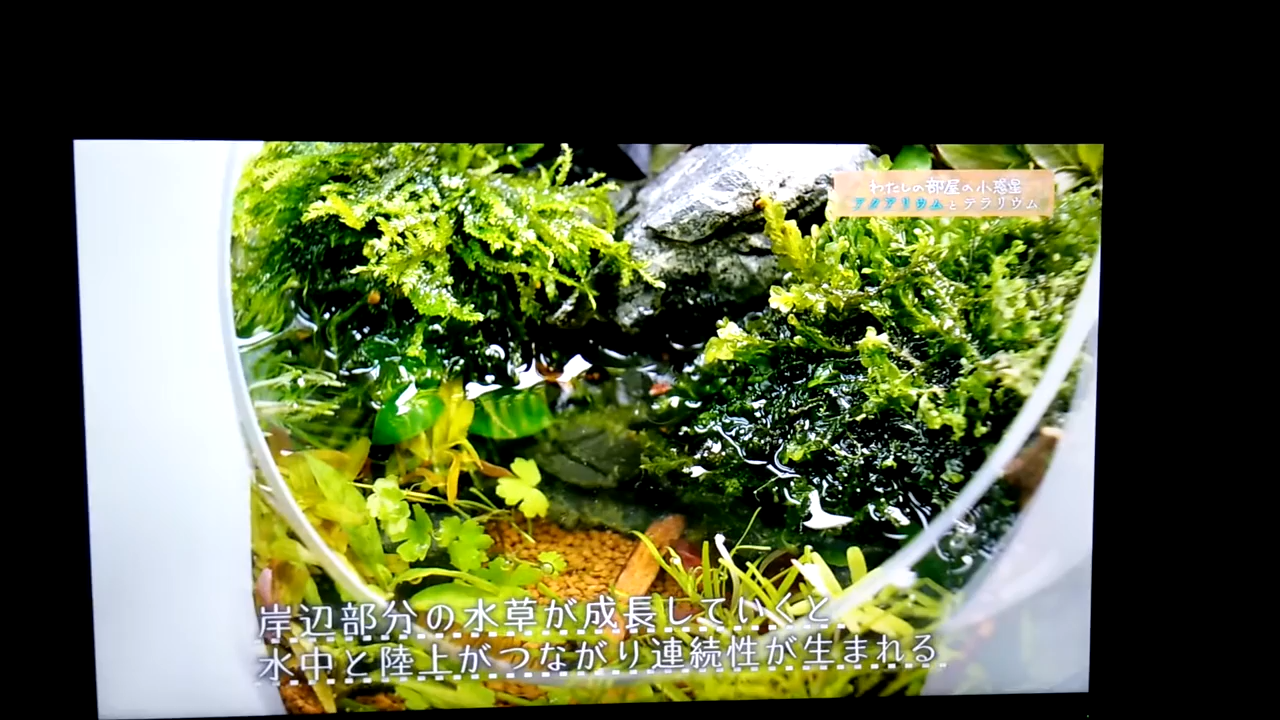 わたしの部屋の小惑星
アクアリウムとテラリウム
岸辺部分の水草が成長していくと
水中と陸上がつながり連続性が生まれる